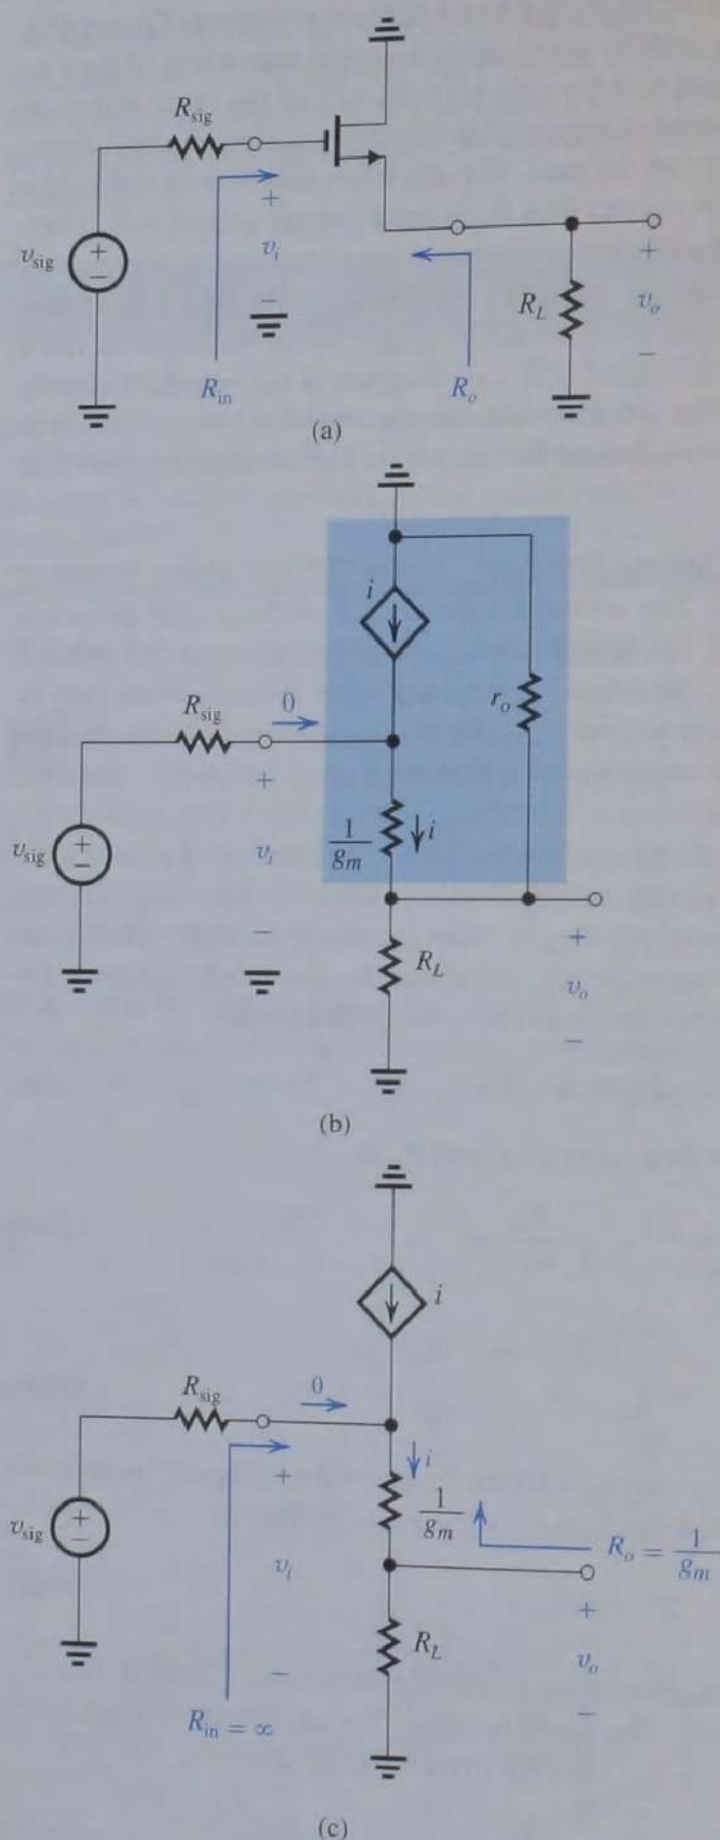 R_sig
v_sig
+
−
+
v_i
−
R_in
R_o
R_L
+
v_o
−
(a)
i
r_o
R_sig
0
+
v_sig
+
−
v_i
−
1/g_m
i
R_L
+
v_o
−
(b)
i
R_sig
0
i
+
1/g_m
R_o = 1/g_m
v_sig
+
−
v_i
+
v_o
−
R_L
−
R_in = ∞
(c)